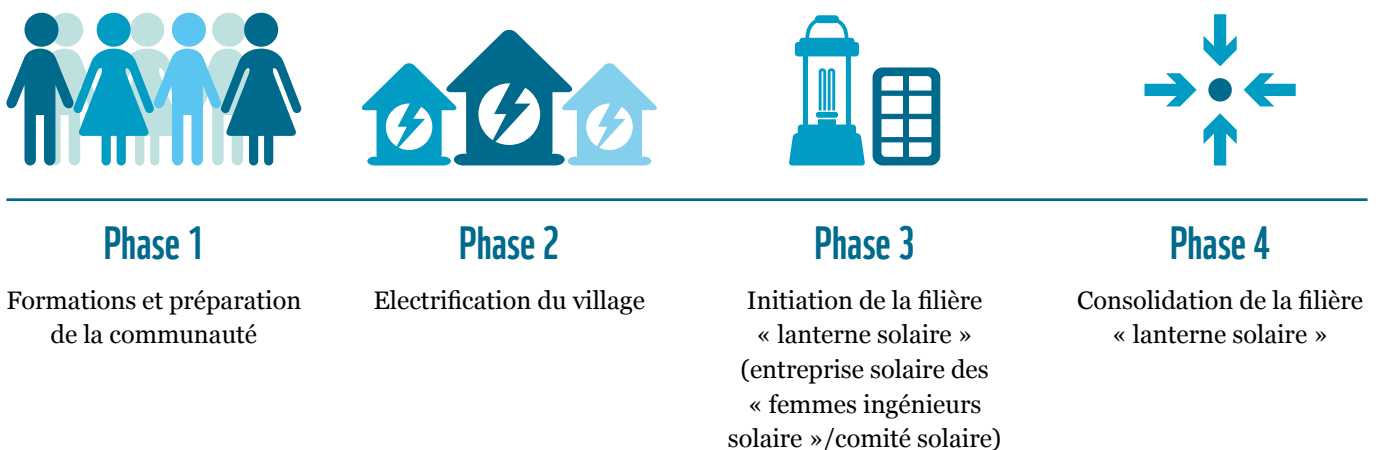 Phase 1
Formations et préparation
de la communauté
Phase 2
Electrification du village
Phase 3
Initiation de la filière
« lanterne solaire »
(entreprise solaire des
« femmes ingénieurs
solaire »/comité solaire)
Phase 4
Consolidation de la filière
« lanterne solaire »